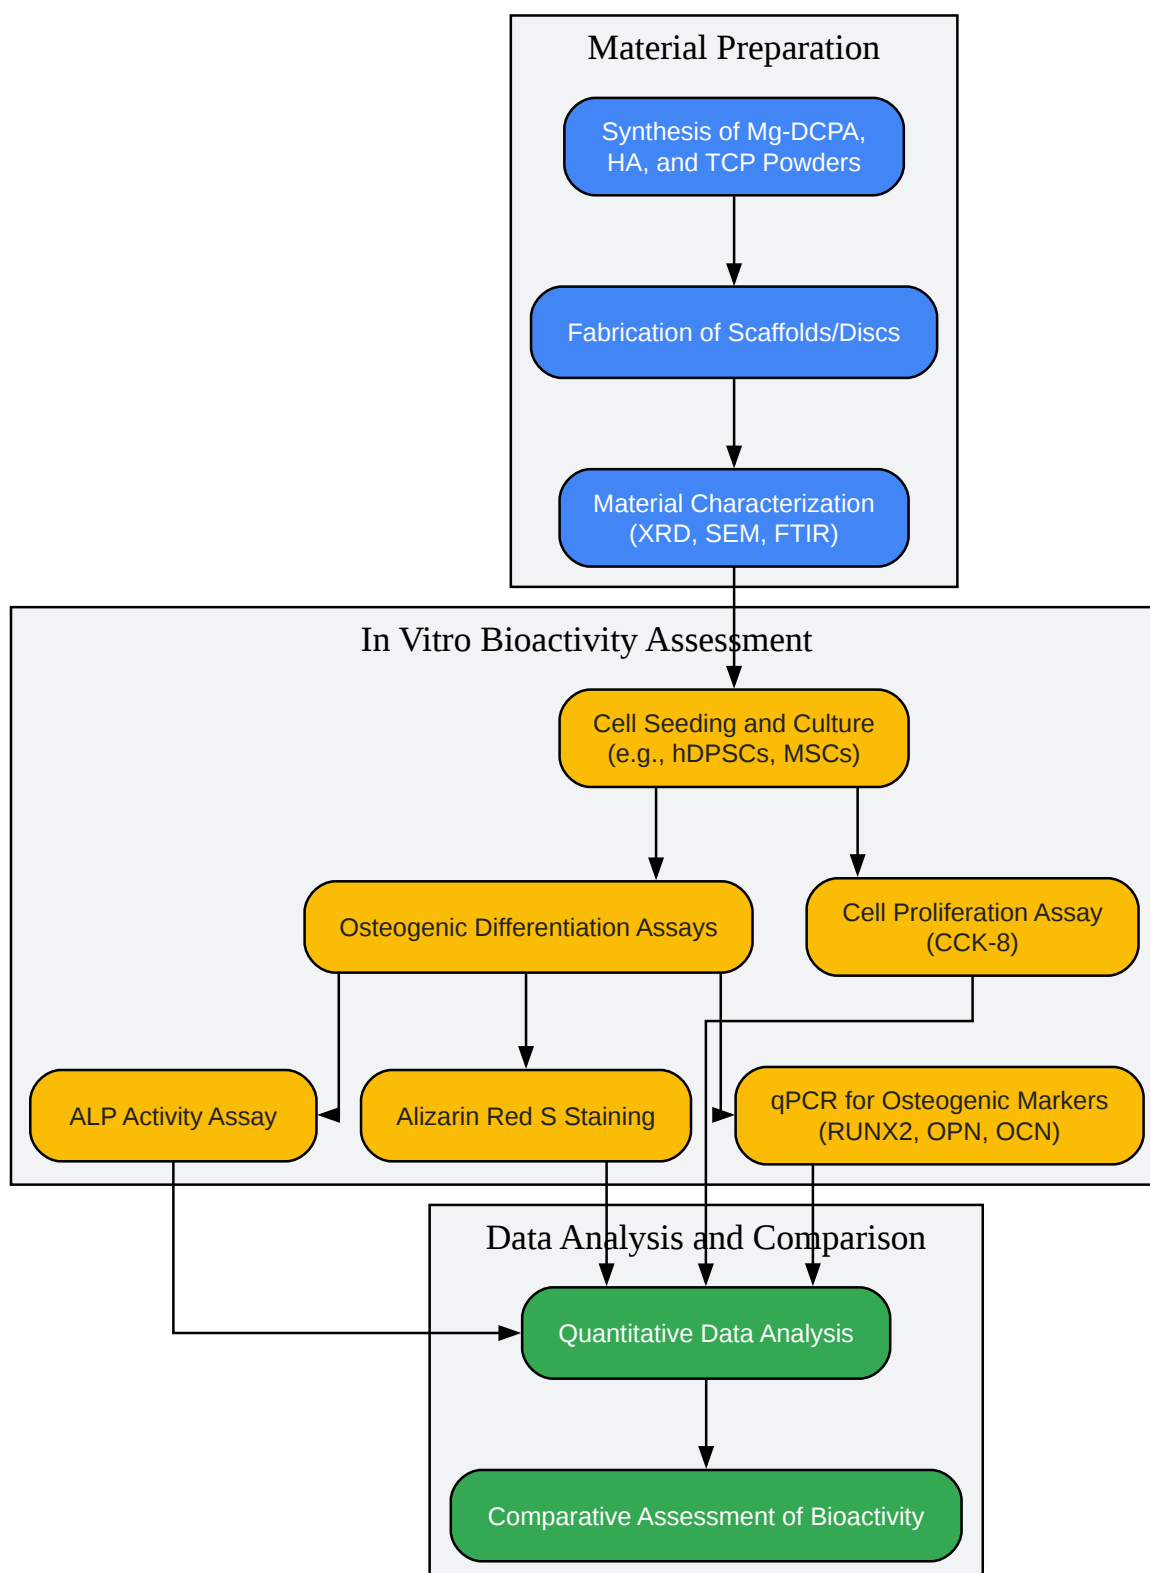 Material Preparation
Synthesis of Mg-DCPA,
HA, and TCP Powders
Fabrication of Scaffolds/Discs
Material Characterization
(XRD, SEM, FTIR)
In Vitro Bioactivity Assessment
Cell Seeding and Culture
(e.g., hDPSCs, MSCs)
Osteogenic Differentiation Assays
Cell Proliferation Assay
(CCK-8)
ALP Activity Assay
Alizarin Red S Staining
qPCR for Osteogenic Markers
(RUNX2, OPN, OCN)
Data Analysis and Comparison
Quantitative Data Analysis
Comparative Assessment of Bioactivity